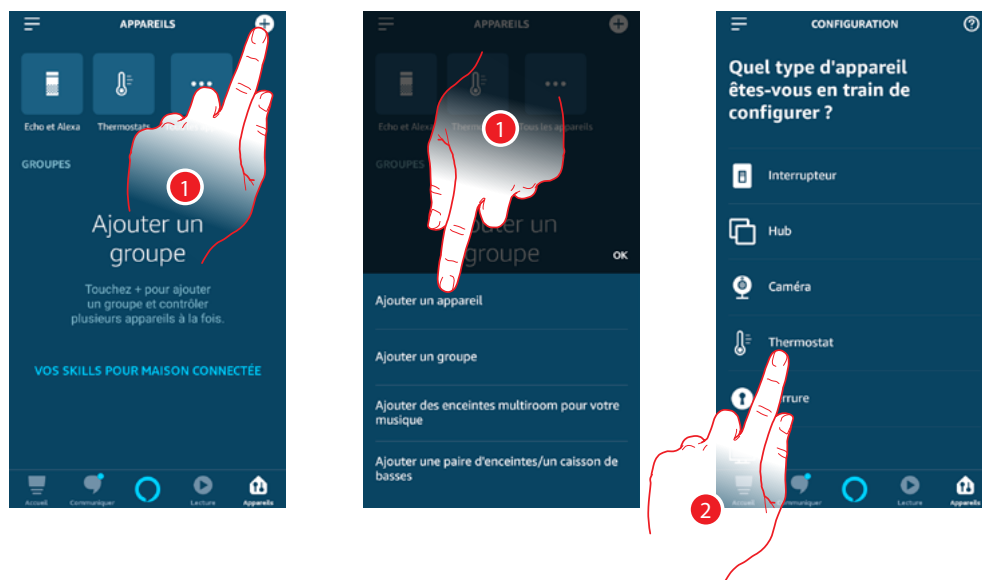 APPAREILS
Echo et Alexa
Thermostats
GROUPES
1
Ajouter un
groupe
Touchez + pour ajouter
un groupe et contrôler
plusieurs appareils à la fois.
VOS SKILLS POUR MAISON CONNECTÉE
Accueil
Communiquer
Lecture
Appareils
APPAREILS
Echo et Alexa
Tous les appareils
GROUPES
1
un
groupe
OK
Ajouter un appareil
Ajouter un groupe
Ajouter des enceintes multiroom pour votre
musique
Ajouter une paire d'enceintes/un caisson de
basses
CONFIGURATION
?
Quel type d'appareil
êtes-vous en train de
configurer ?
Interrupteur
Hub
Caméra
Thermostat
rrure
2
Lecture
Appareils